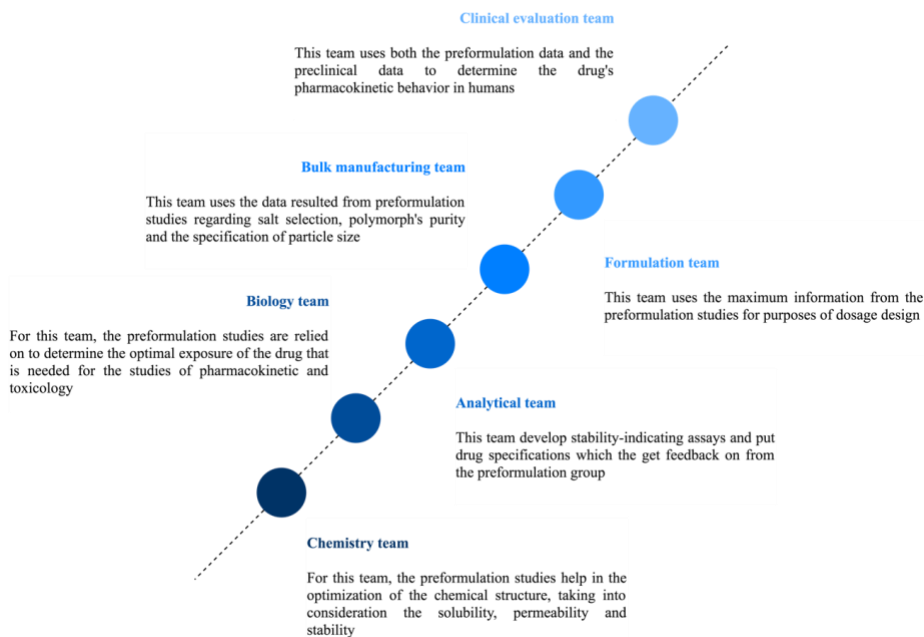 Clinical evaluation team
This team uses both the preformulation data and the
preclinical data to determine the drug's
pharmacokinetic behavior in humans
Bulk manufacturing team
This team uses the data resulted from preformulation
studies regarding salt selection, polymorph's purity
and the specification of particle size
Formulation team
This team uses the maximum information from the
preformulation studies for purposes of dosage design
Biology team
For this team, the preformulation studies are relied
on to determine the optimal exposure of the drug that
is needed for the studies of pharmacokinetic and
toxicology
Analytical team
This team develop stability-indicating assays and put
drug specifications which the get feedback on from
the preformulation group
Chemistry team
For this team, the preformulation studies help in the
optimization of the chemical structure, taking into
consideration the solubility, permeability and
stability